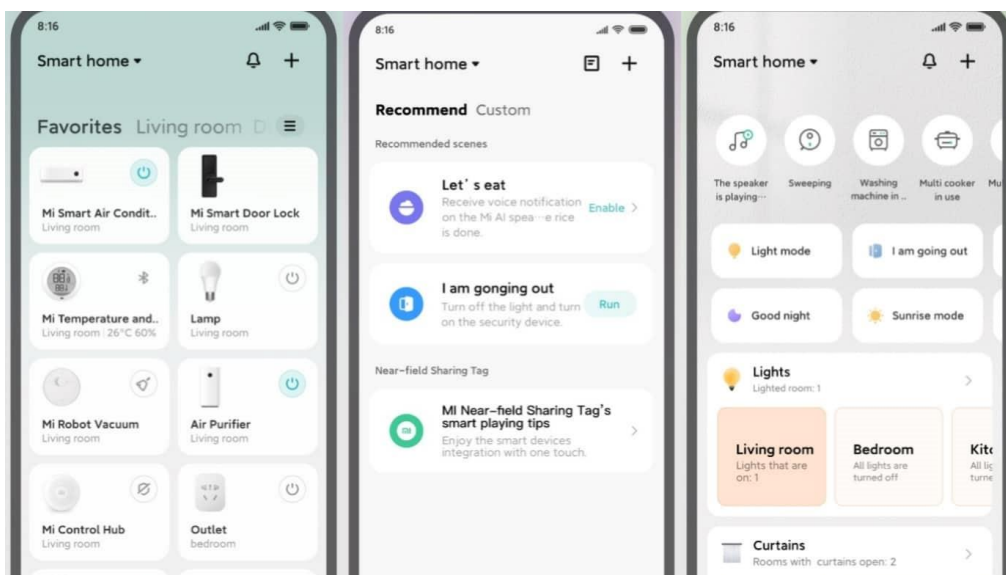 8:16
Smart home
Favorites Living room D
Mi Smart Air Condit..
Living room
Mi Smart Door Lock
Living room
Mi Temperature and..
Living room | 26°C 60%
Lamp
Living room
Mi Robot Vacuum
Living room
Air Purifier
Living room
Mi Control Hub
Living room
Outlet
bedroom
8:16
Smart home
Recommend Custom
Recommended scenes
Let's eat
Receive voice notification
on the Mi AI spea···e rice
is done.
Enable
I am gonging out
Turn off the light and turn
on the security device.
Run
Near-field Sharing Tag
MI Near-field Sharing Tag's
smart playing tips
Enjoy the smart devices
integration with one touch.
8:16
Smart home
The speaker
is playing···
Sweeping
Washing
machine in ..
Multi cooker
in use
Mu
Light mode
I am going out
Good night
Sunrise mode
Lights
Lighted room: 1
Living room
Lights that are
on: 1
Bedroom
All lights are
turned off
Kitc
All lig
turne
Curtains
Rooms with curtains open: 2